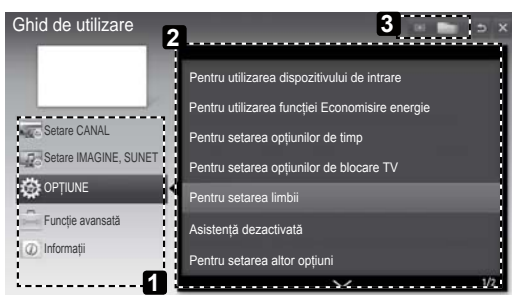 Ghid de utilizare
3
2
Setare CANAL
Setare IMAGINE, SUNET
OPȚIUNE
Funcție avansată
Informații
1
Pentru utilizarea dispozitivului de intrare
Pentru utilizarea funcției Economisire energie
Pentru setarea opțiunilor de timp
Pentru setarea opțiunilor de blocare TV
Pentru setarea limbii
Asistență dezactivată
Pentru setarea altor opțiuni
1/2